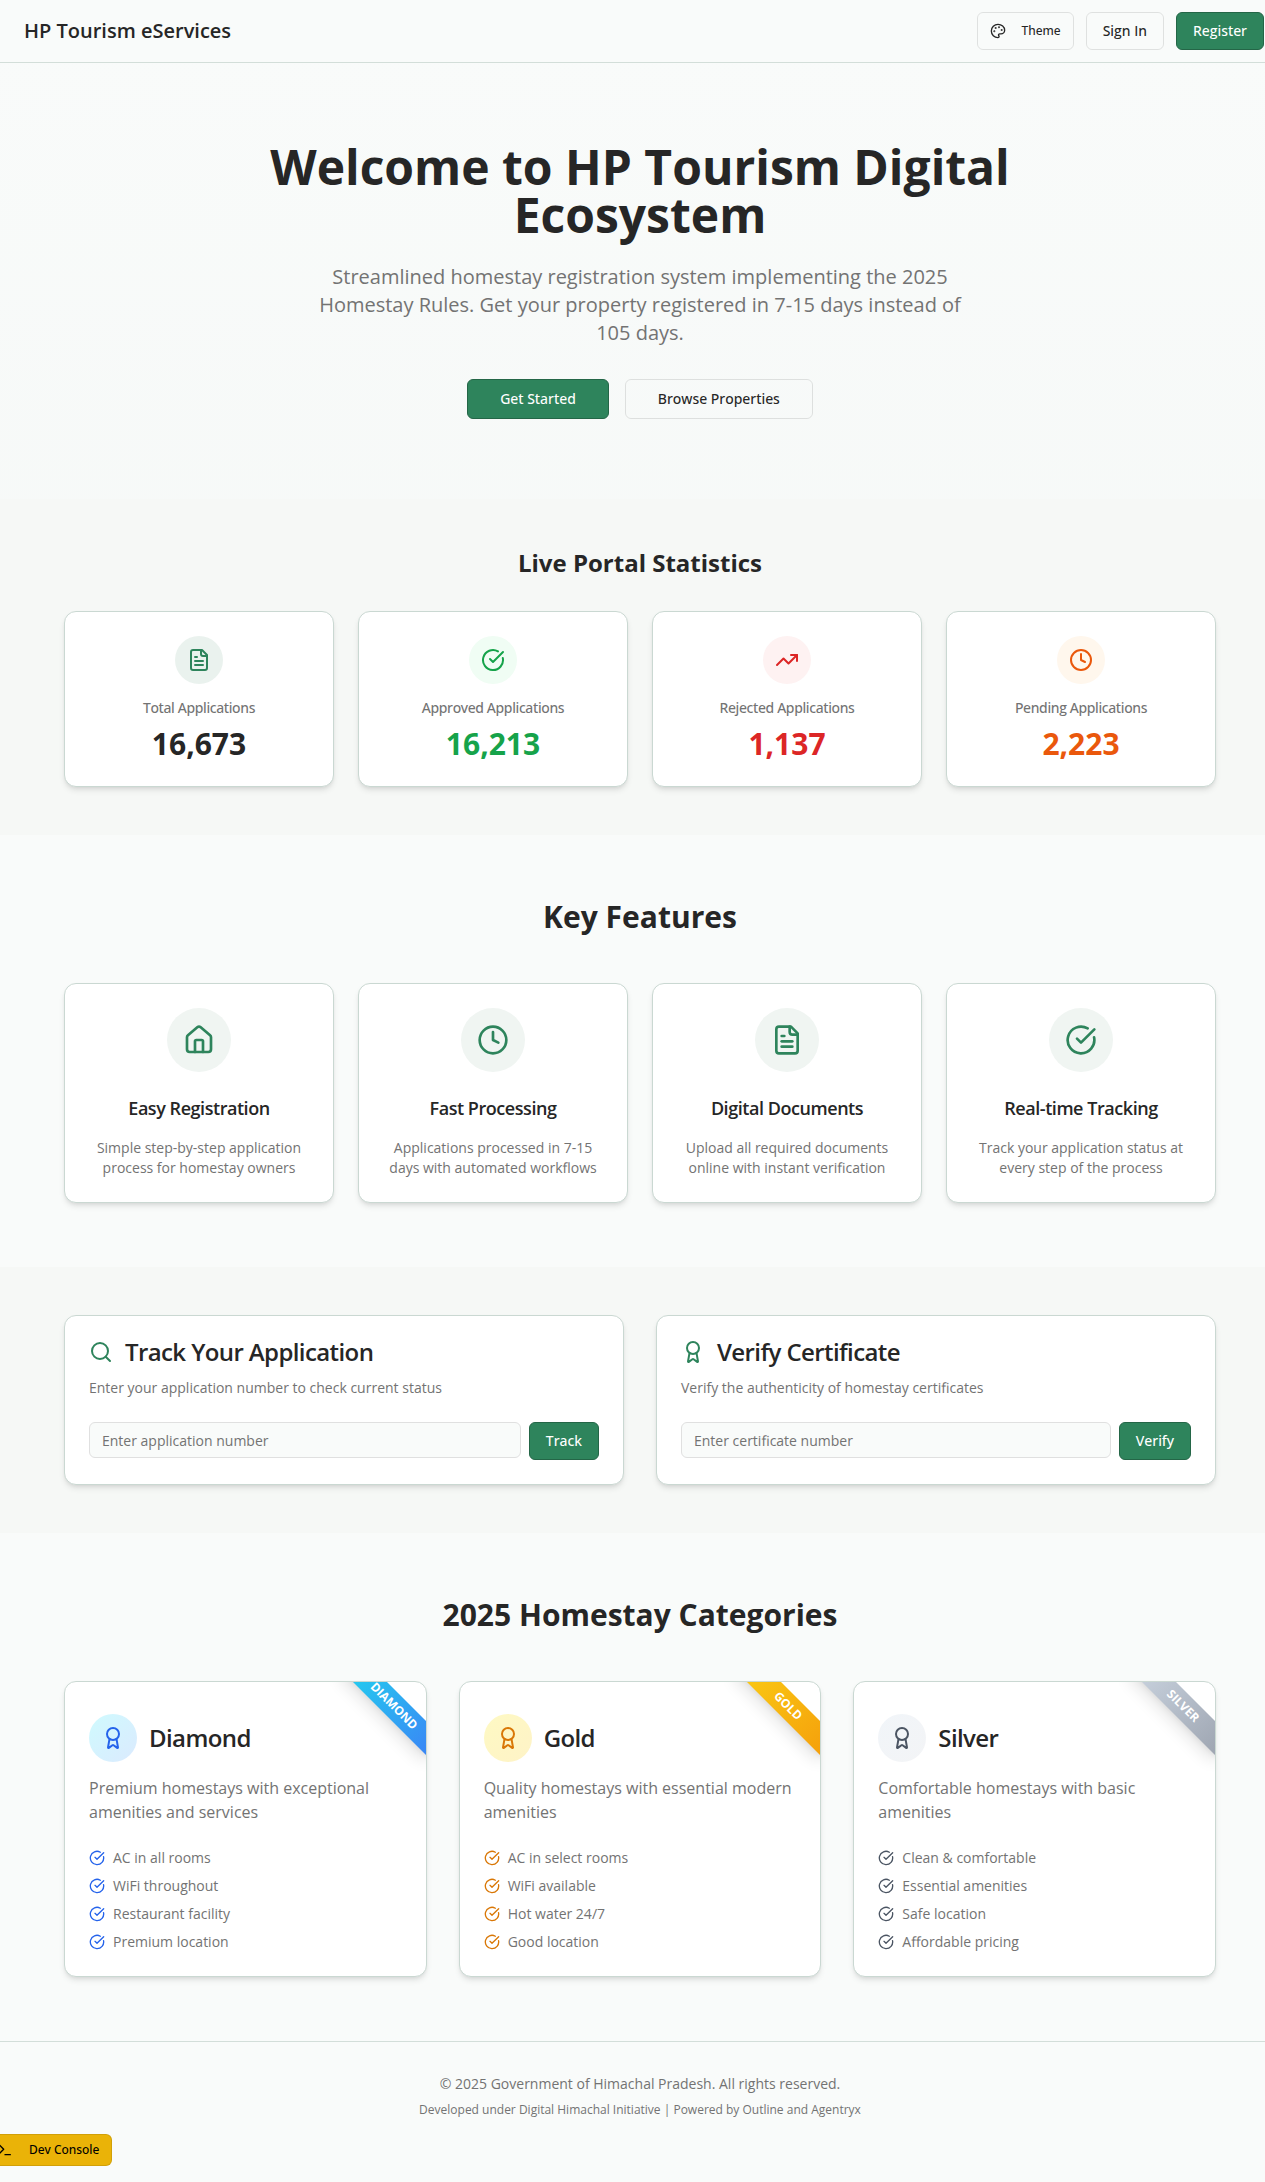 HP Tourism eServices
Theme
Sign In
Register
Welcome to HP Tourism Digital
Ecosystem
Streamlined homestay registration system implementing the 2025
Homestay Rules. Get your property registered in 7-15 days instead of
105 days.
Get Started
Browse Properties
Live Portal Statistics
Total Applications
16,673
Approved Applications
16,213
Rejected Applications
1,137
Pending Applications
2,223
Key Features
Easy Registration
Simple step-by-step application
process for homestay owners
Fast Processing
Applications processed in 7-15
days with automated workflows
Digital Documents
Upload all required documents
online with instant verification
Real-time Tracking
Track your application status at
every step of the process
Track Your Application
Enter your application number to check current status
Enter application number
Track
Verify Certificate
Verify the authenticity of homestay certificates
Enter certificate number
Verify
2025 Homestay Categories
DIAMOND
Diamond
Premium homestays with exceptional
amenities and services
AC in all rooms
WiFi throughout
Restaurant facility
Premium location
GOLD
Gold
Quality homestays with essential modern
amenities
AC in select rooms
WiFi available
Hot water 24/7
Good location
SILVER
Silver
Comfortable homestays with basic
amenities
Clean & comfortable
Essential amenities
Safe location
Affordable pricing
© 2025 Government of Himachal Pradesh. All rights reserved.
Developed under Digital Himachal Initiative | Powered by Outline and Agentryx
Dev Console